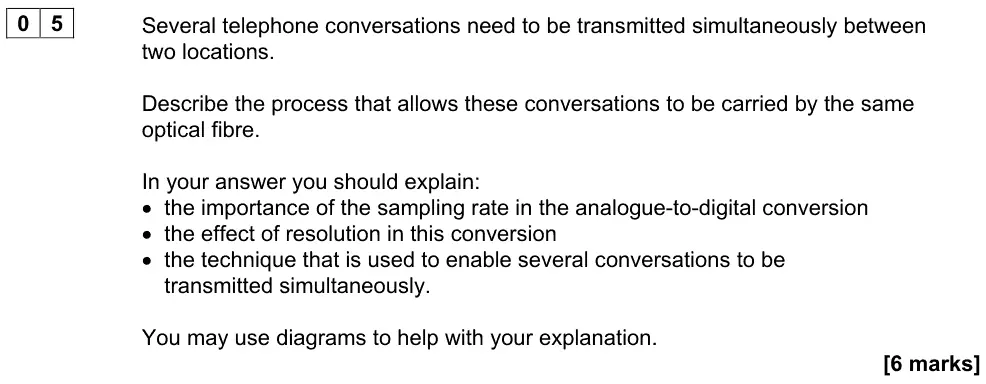 0 5
Several telephone conversations need to be transmitted simultaneously between
two locations.
Describe the process that allows these conversations to be carried by the same
optical fibre.
In your answer you should explain:
• the importance of the sampling rate in the analogue-to-digital conversion
• the effect of resolution in this conversion
• the technique that is used to enable several conversations to be
transmitted simultaneously.
You may use diagrams to help with your explanation.
[6 marks]